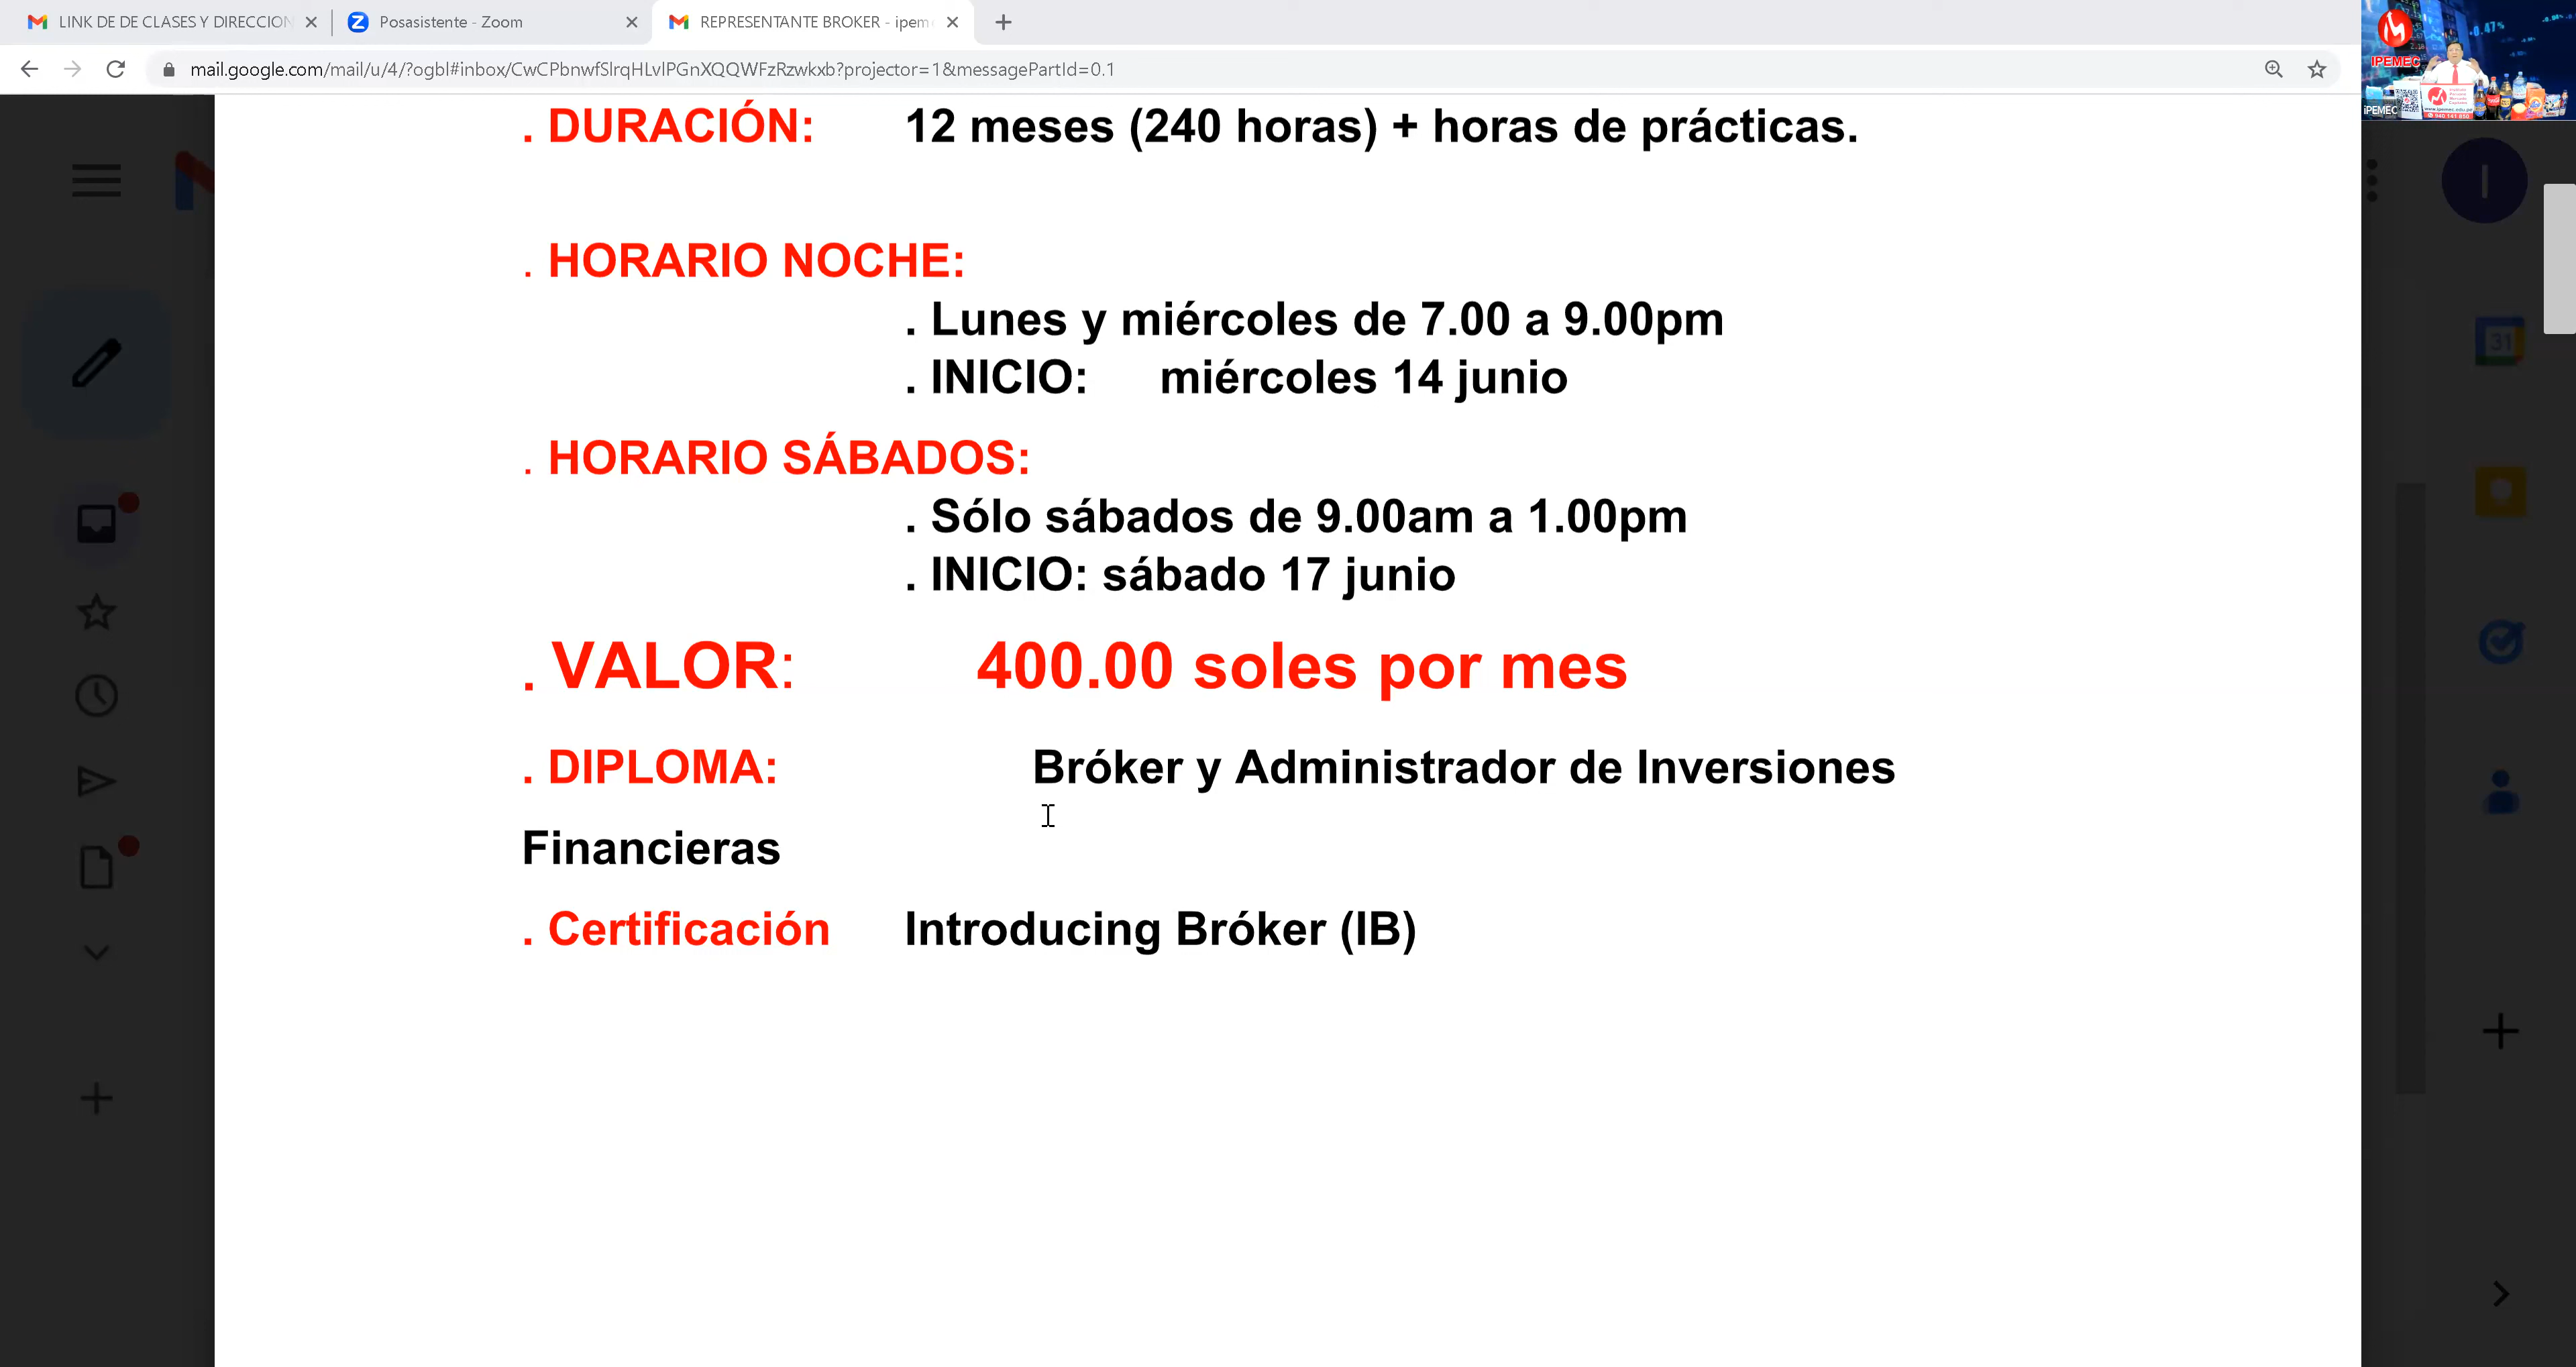 LINK DE DE CLASES Y DIRECCION
Posasistente - Zoom
REPRESENTANTE BROKER - ipem
mail.google.com/mail/u/4/?ogbl#inbox/CwCPbnwfSlrqHLvlPGnXQQWFzRzwkxb?projector=1&messagePartId=0.1
IPEMEC
iPEMEC
. DURACIÓN: 12 meses (240 horas) + horas de prácticas.
. HORARIO NOCHE:
. Lunes y miércoles de 7.00 a 9.00pm
. INICIO: miércoles 14 junio
. HORARIO SÁBADOS:
. Sólo sábados de 9.00am a 1.00pm
. INICIO: sábado 17 junio
. VALOR: 400.00 soles por mes
. DIPLOMA: Bróker y Administrador de Inversiones
Financieras
. Certificación Introducing Bróker (IB)
31
I